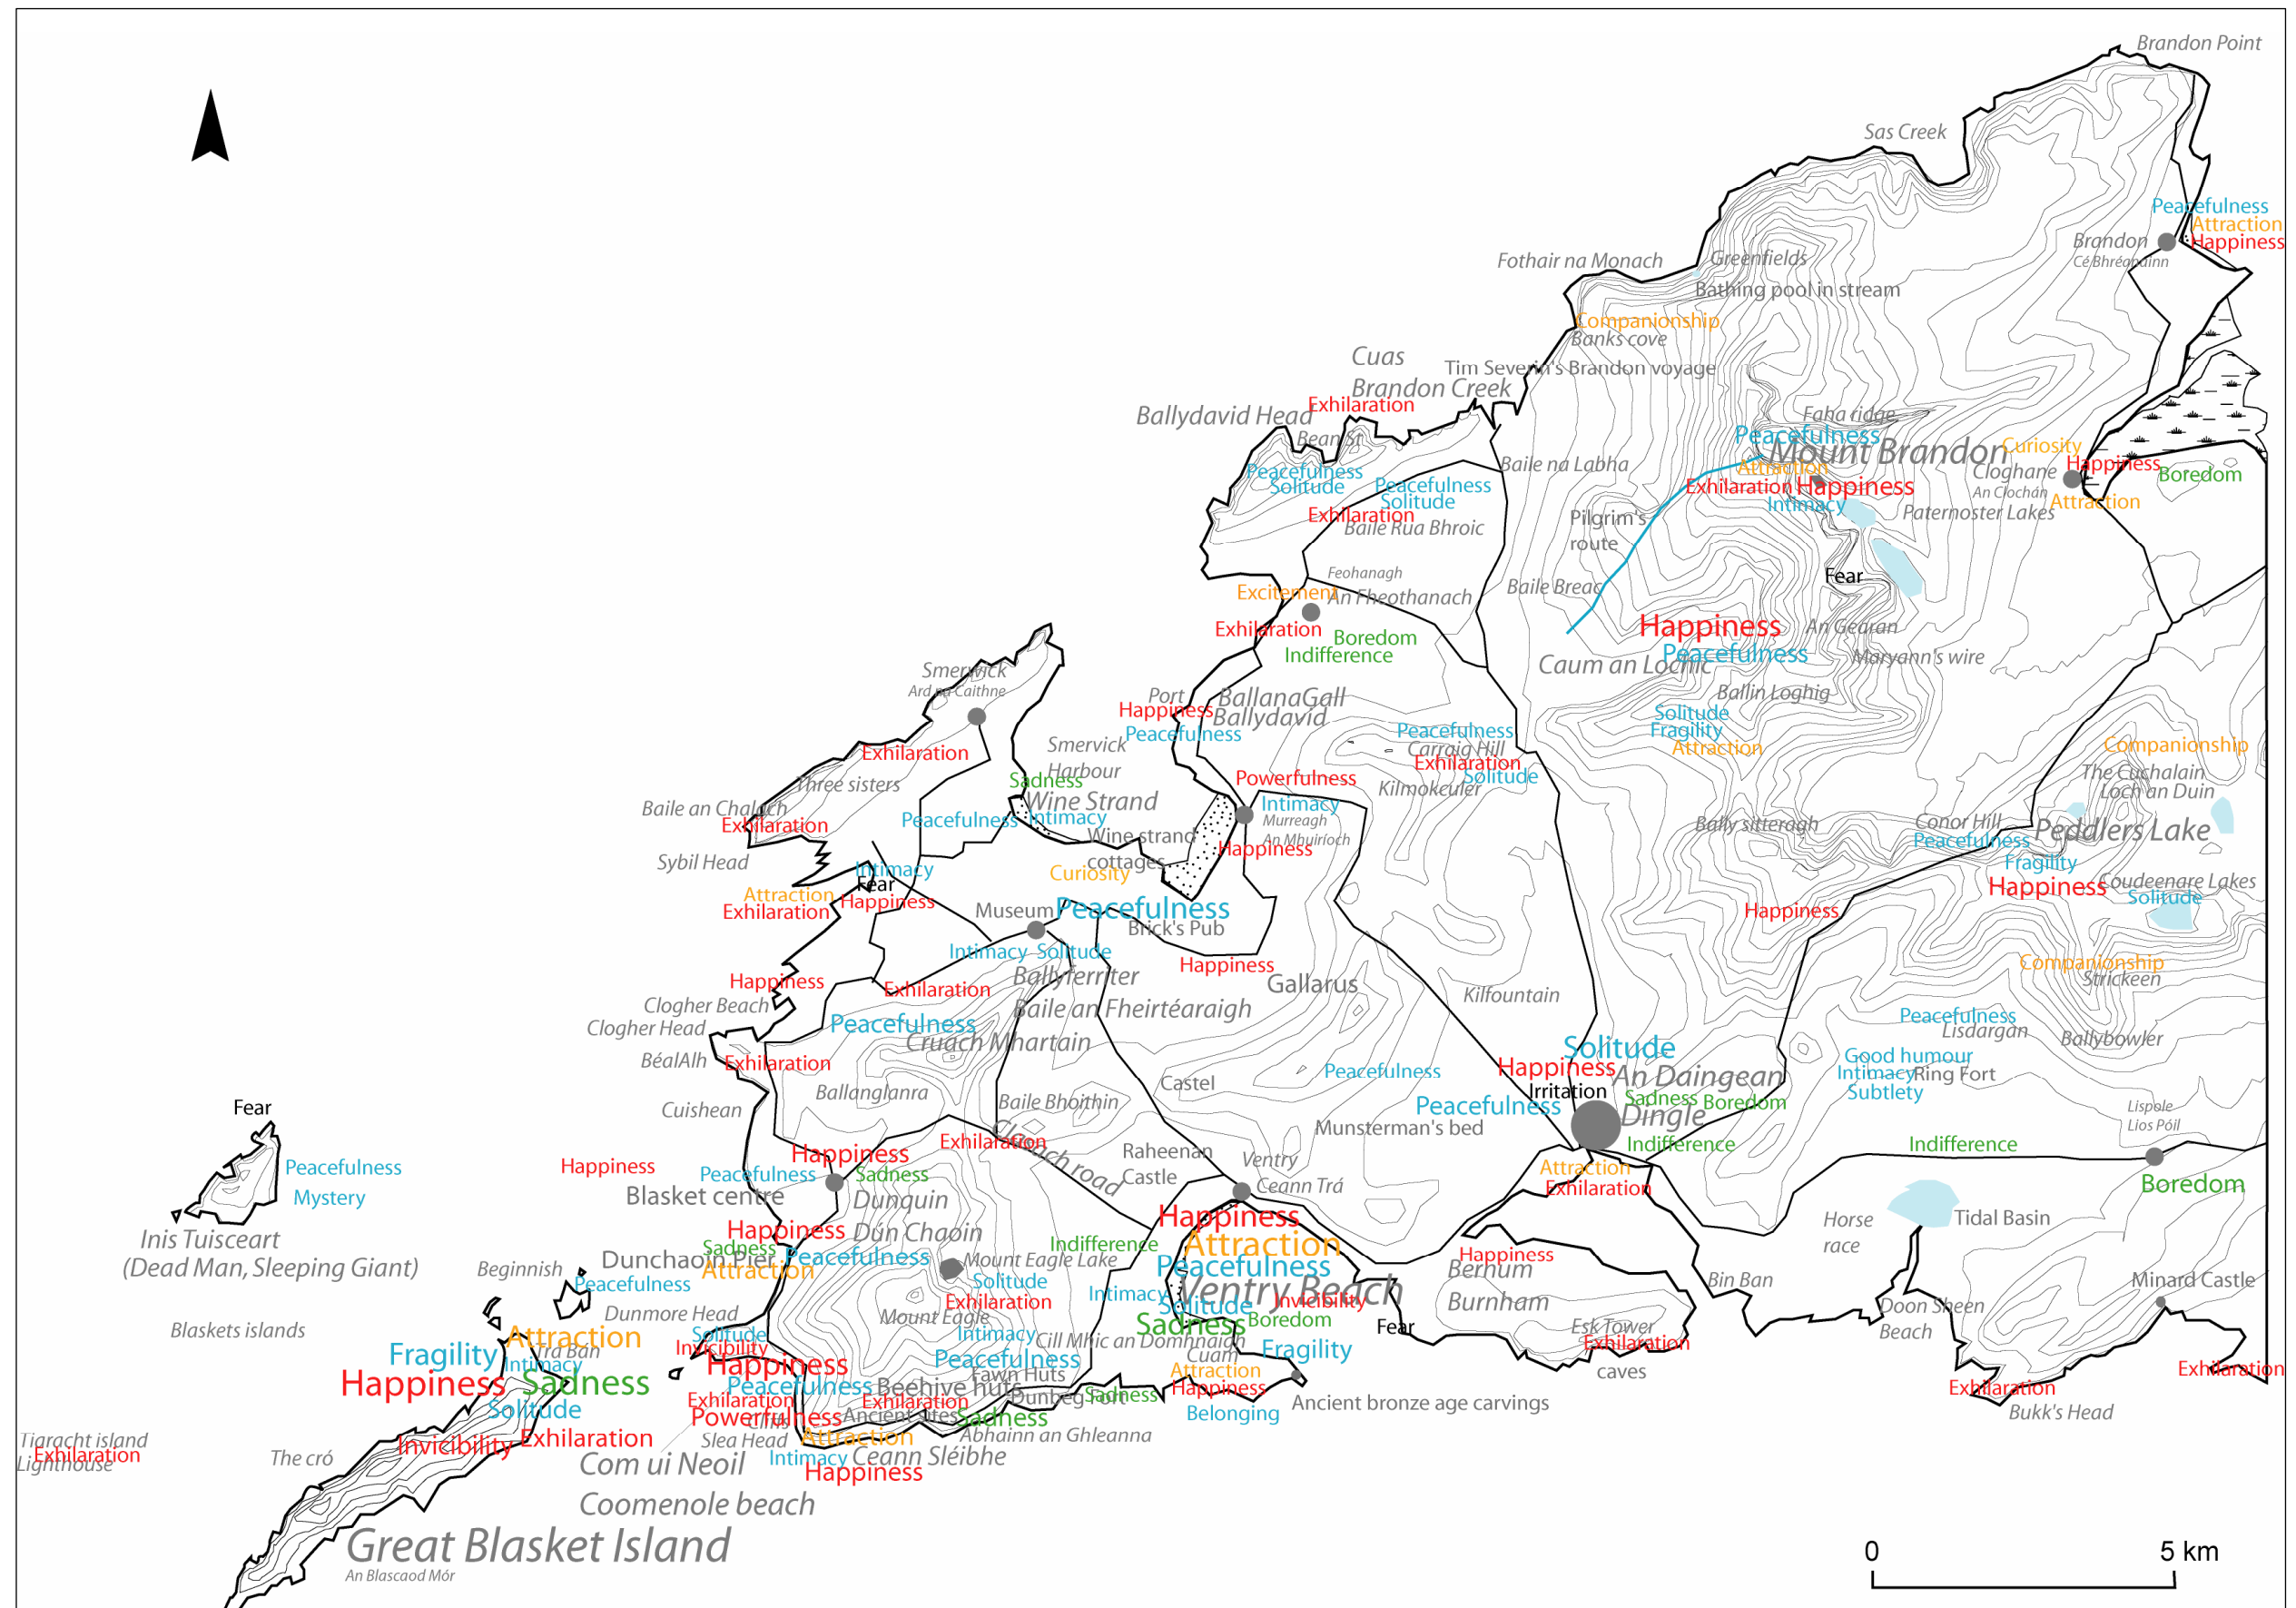 Brandon Point
Sas Creek
Peacefulness
Attraction
Brandon
Happiness
Cé Bhréanainn
Fothair na Monach
Greenfields
Bathing pool in stream
Companionship
Banks cove
Cuas
Tim Severin's Brandon voyage
Brandon Creek
Exhilaration
Ballydavid Head
Faha ridge
Bean St
Peacefulness
Mount Brandon
Curiosity
Baile na Labha
Attraction
Happiness
Cloghane
Boredom
Peacefulness
Solitude
Peacefulness
Solitude
Exhilaration
Happiness
An Clochán
Attraction
Intimacy
Paternoster Lakes
Exhilaration
Baile Rua Bhroic
Pilgrim's
route
Feohanagh
Fear
Excitement
An Fheothanach
Baile Breac
Exhilaration
Boredom
Indifference
Happiness
An Gearan
Peacefulness
Maryann's wire
Caum an Lochic
Smerwick
Ard na Caithne
Port
BallanaGall
Ballin Loghig
Happiness
Ballydavid
Solitude
Peacefulness
Peacefulness
Fragility
Exhilaration
Smervick
Harbour
Carraig Hill
Attraction
Companionship
Exhilaration
Three sisters
Sadness
Powerfulness
Solitude
The Cuchalain
Kilmokculer
Loch an Duin
Baile an Chalach
Wine Strand
Intimacy
Exhilaration
Peacefulness
Intimacy
Murreagh
Bally sitteragh
Conor Hill
Peddlers Lake
Wine strand
cottages
An Mhuiríoch
Happiness
Peacefulness
Sybil Head
Intimacy
Curiosity
Fragility
Fear
Happiness
Coudeenare Lakes
Attraction
Happiness
Solitude
Exhilaration
Museum
Peacefulness
Happiness
Brick's Pub
Intimacy
Solitude
Happiness
Companionship
Happiness
Ballyferriter
Gallarus
Strickeen
Exhilaration
Kilfountain
Clogher Beach
Baile an Fheirtéaraigh
Clogher Head
Peacefulness
Peacefulness
Lisdargan
Cruach Mhartain
Ballybowler
BéalAlh
Exhilaration
Solitude
Good humour
Happiness
Intimacy
Ring Fort
Peacefulness
An Daingean
Castel
Irritation
Subtlety
Ballanglanra
Sadness
Boredom
Cuishean
Baile Bhoithin
Peacefulness
Dingle
Lispole
Fear
Munsterman's bed
Lios Póil
Clasach road
Exhilaration
Indifference
Indifference
Happiness
Raheenan
Castle
Ventry
Peacefulness
Happiness
Peacefulness
Sadness
Attraction
Mystery
Blasket centre
Ceann Trá
Exhilaration
Boredom
Dunquin
Happiness
Horse
race
Tidal Basin
Happiness
Dún Chaoin
Inis Tuisceart
Sadness
Indifference
Attraction
Happiness
(Dead Man, Sleeping Giant)
Dunchaoin Pier
Peacefulness
Mount Eagle Lake
Peacefulness
Bernum
Beginnish
Attraction
Solitude
Bin Ban
Minard Castle
Peacefulness
Intimacy
Ventry Beach
Exhilaration
Solitude
Invicibility
Burnham
Dunmore Head
Mount Eagle
Doon Sheen
Beach
Blaskets islands
Attraction
Solitude
Intimacy
Sadness
Boredom
Fear
Esk Tower
Invicibility
Cill Mhic an Domhnaigh
Exhilaration
Fragility
Tra Ban
Fragility
Intimacy
Happiness
Peacefulness
Cuam
caves
Exhilaration
Happiness
Sadness
Peacefulness
Fawn Huts
Attraction
Beehive huts
Happiness
Exhilaration
Exhilaration
Exhilaration
Dunbeg Fort
Sadness
Ancient bronze age carvings
Solitude
Powerfulness
Cliffs
Ancient sites
Sadness
Belonging
Bukk's Head
Tiaracht island
Exhilaration
Lighthouse
Invicibility
Exhilaration
Slea Head
Attraction
Abhainn an Ghleanna
The cró
Com ui Neoil
Intimacy
Ceann Sléibhe
Happiness
Coomenole beach
Great Blasket Island
An Blascaod Mór
0
5 km